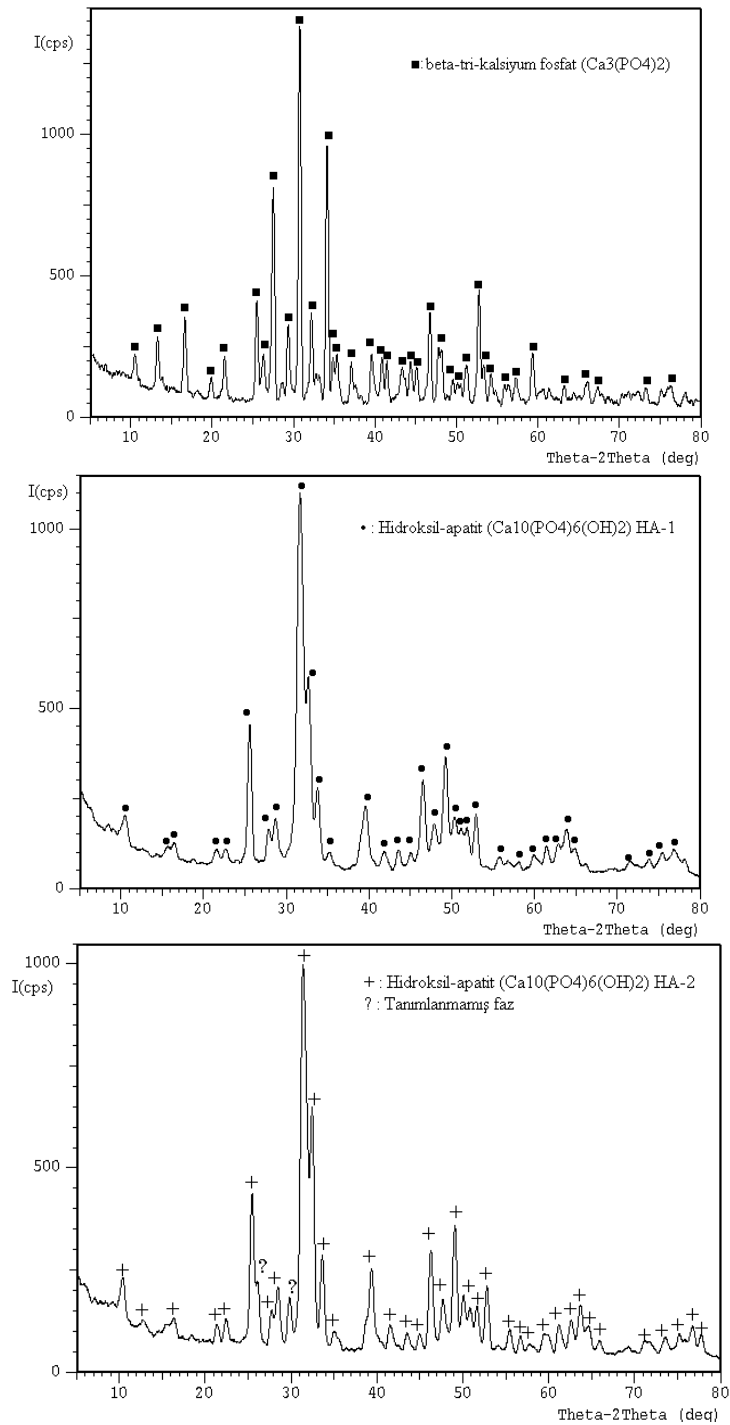 I(cps)
■:beta-tri-kalsiyum fosfat (Ca3(PO4)2)
1000
500
0
10 20 30 40 50 60 70 80
Theta-2Theta (deg)
I(cps)
• : Hidroksil-apatit (Ca10(PO4)6(OH)2) HA-1
1000
500
0
10 20 30 40 50 60 70 80
Theta-2Theta (deg)
1000
I(cps)
+ : Hidroksil-apatit (Ca10(PO4)6(OH)2) HA-2
? : Tanımlanmamış faz
500
? ?
0
10 20 30 40 50 60 70 80
Theta-2Theta (deg)